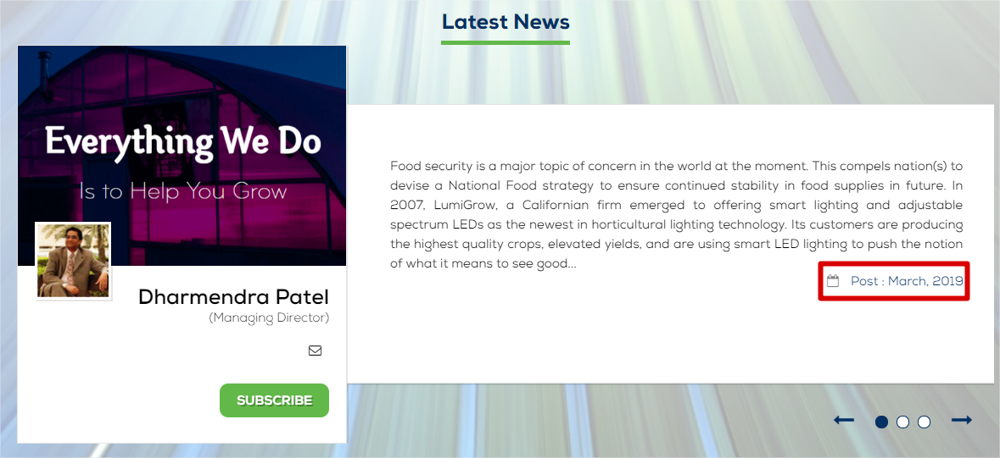 Latest News
Everything We Do
Is to Help You Grow
Dharmendra Patel
(Managing Director)
SUBSCRIBE
Food security is a major topic of concern in the world at the moment. This compels nation(s) to
devise a National Food strategy to ensure continued stability in food supplies in future. In
2007, LumiGrow, a Californian firm emerged to offering smart lighting and adjustable
spectrum LEDs as the newest in horticultural lighting technology. Its customers are producing
the highest quality crops, elevated yields, and are using smart LED lighting to push the notion
of what it means to see good...
Post : March, 2019